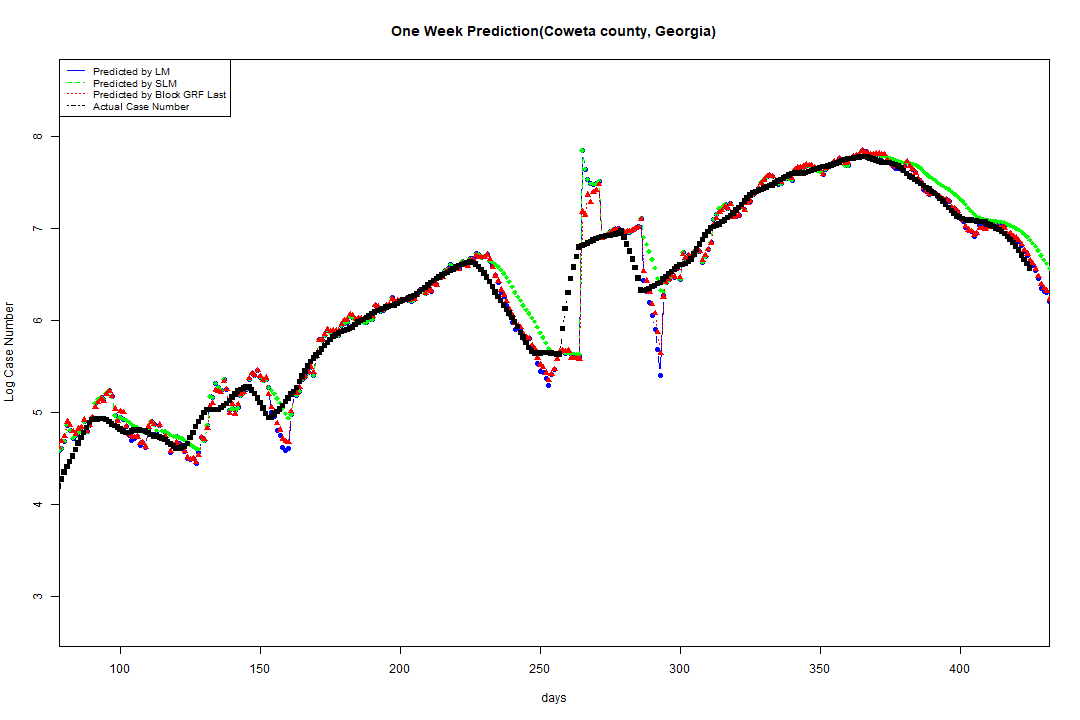 One Week Prediction(Coweta county, Georgia)
Predicted by LM
Predicted by SLM
Predicted by Block GRF Last
Actual Case Number
8
7
6
5
4
3
Log Case Number
100 150 200 250 300 350 400
days